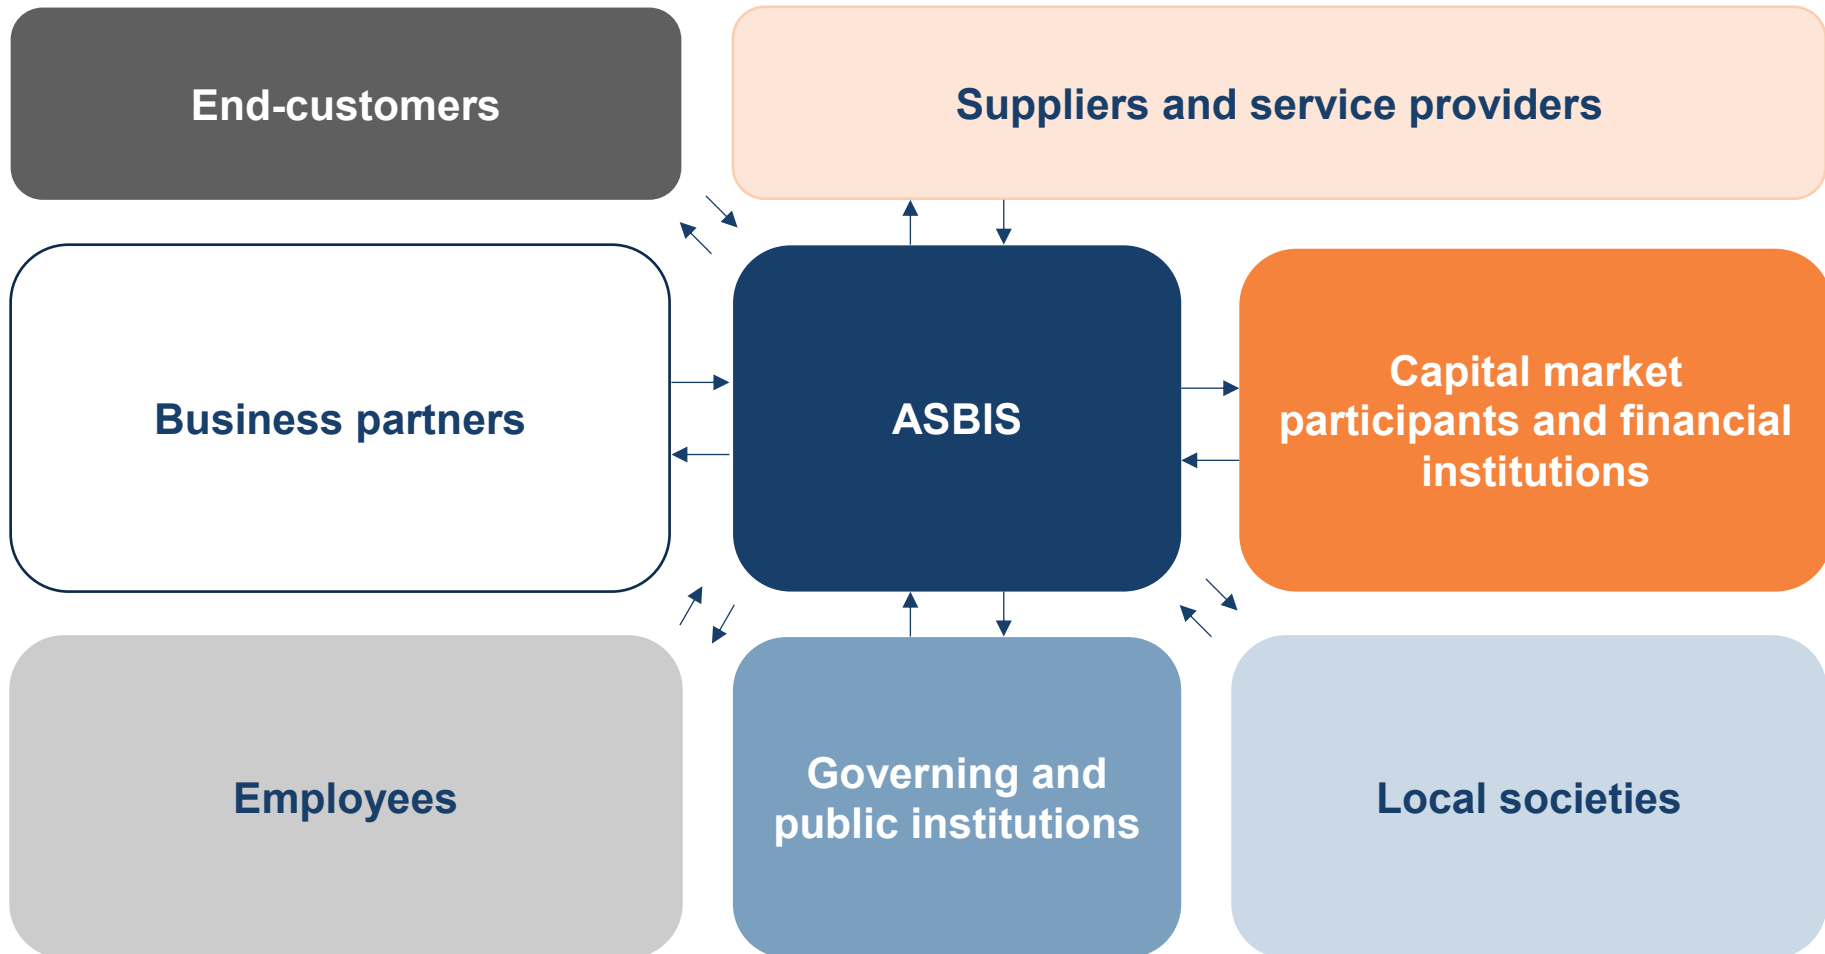 End-customers
Suppliers and service providers
Business partners
ASBIS
Capital market
participants and financial
institutions
Employees
Governing and
public institutions
Local societies